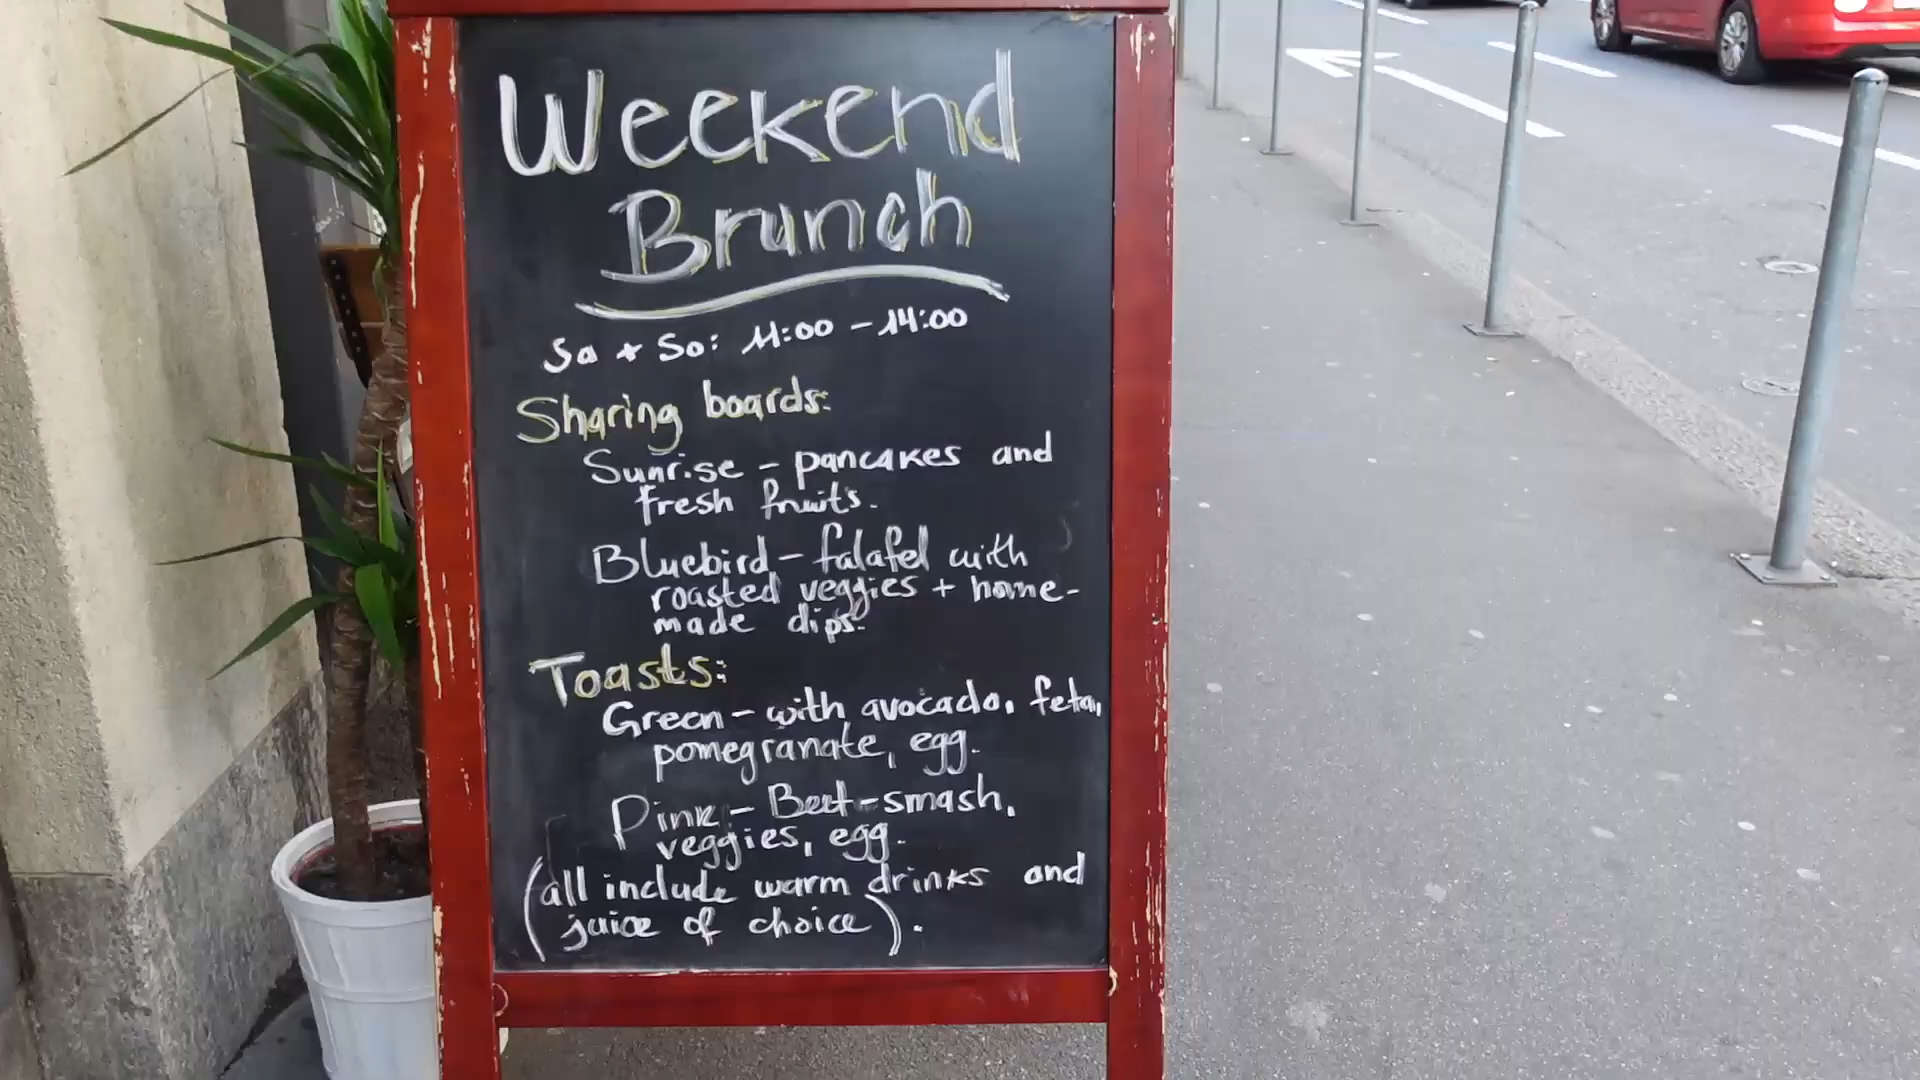 Weekend
Brunch
Sa + So: 11:00 - 14:00
Sharing boards:
Sunrise - pancakes and
fresh fruits.
Bluebird - falafel with
roasted veggies + home-
made dips.
Toasts:
Green - with avocado, feta,
pomegranate, egg.
Pink - Beet-smash,
veggies, egg.
(all include warm drinks and
juice of choice).